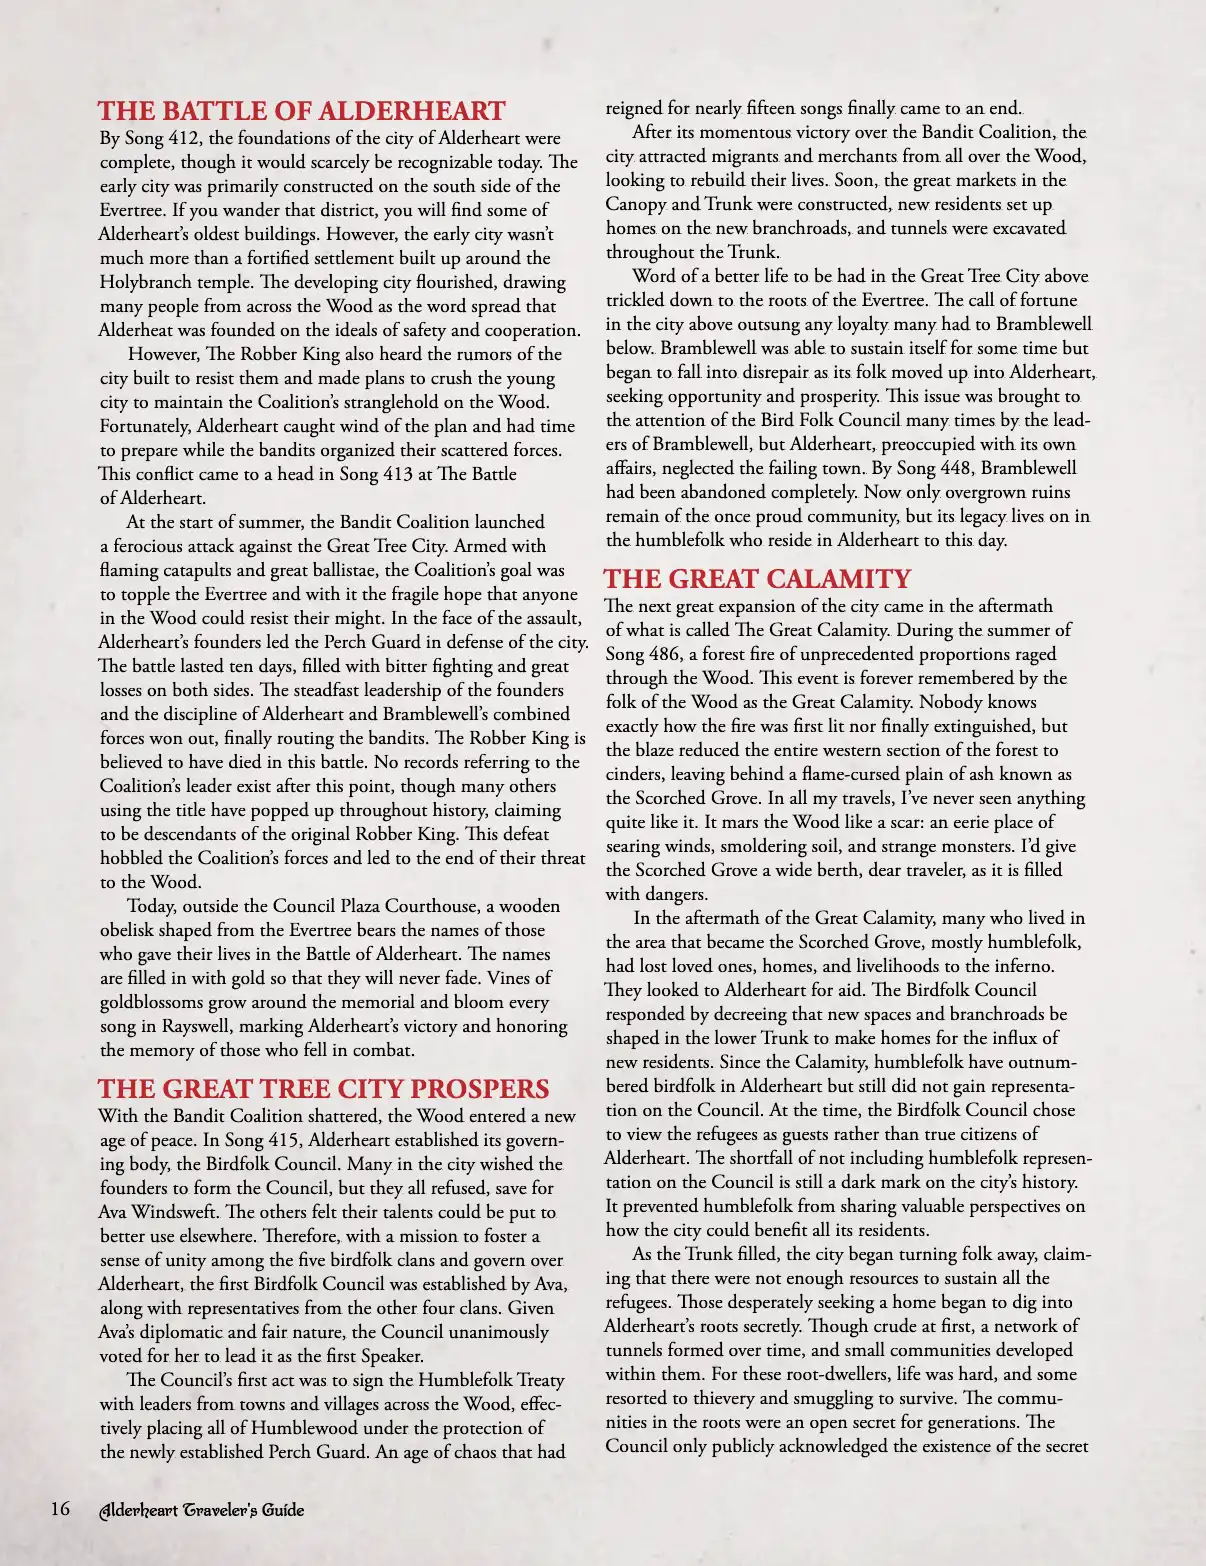 THE BATTLE OF ALDERHEART
By Song 412, the foundations of the city of Alderheart were
complete, though it would scarcely be recognizable today. The
early city was primarily constructed on the south side of the
Evertree. If you wander that district, you will find some of
Alderheart's oldest buildings. However, the early city wasn't
much more than a fortified settlement built up around the
Holybranch temple. The developing city flourished, drawing
many people from across the Wood as the word spread that
Alderheat was founded on the ideals of safety and cooperation.
However, The Robber King also heard the rumors of the
city built to resist them and made plans to crush the young
city to maintain the Coalition's stranglehold on the Wood.
Fortunately, Alderheart caught wind of the plan and had time
to prepare while the bandits organized their scattered forces.
This conflict came to a head in Song 413 at The Battle
of Alderheart.
At the start of summer, the Bandit Coalition launched
a ferocious attack against the Great Tree City. Armed with
flaming catapults and great ballistae, the Coalition's goal was
to topple the Evertree and with it the fragile hope that anyone
in the Wood could resist their might. In the face of the assault,
Alderheart's founders led the Perch Guard in defense of the city.
The battle lasted ten days, filled with bitter fighting and great
losses on both sides. The steadfast leadership of the founders
and the discipline of Alderheart and Bramblewell's combined
forces won out, finally routing the bandits. The Robber King is
believed to have died in this battle. No records referring to the
Coalition's leader exist after this point, though many others
using the title have popped up throughout history, claiming
to be descendants of the original Robber King. This defeat
hobbled the Coalition's forces and led to the end of their threat
to the Wood.
Today, outside the Council Plaza Courthouse, a wooden
obelisk shaped from the Evertree bears the names of those
who gave their lives in the Battle of Alderheart. The names
are filled in with gold so that they will never fade. Vines of
goldblossoms grow around the memorial and bloom every
song in Rayswell, marking Alderheart's victory and honoring
the memory of those who fell in combat.
THE GREAT TREE CITY PROSPERS
With the Bandit Coalition shattered, the Wood entered a new
age of peace. In Song 415, Alderheart established its govern-
ing body, the Birdfolk Council. Many in the city wished the
founders to form the Council, but they all refused, save for
Ava Windsweft. The others felt their talents could be put to
better use elsewhere. Therefore, with a mission to foster a
sense of unity among the five birdfolk clans and govern over
Alderheart, the first Birdfolk Council was established by Ava,
along with representatives from the other four clans. Given
Ava's diplomatic and fair nature, the Council unanimously
voted for her to lead it as the first Speaker.
The Council's first act was to sign the Humblefolk Treaty
with leaders from towns and villages across the Wood, effec-
tively placing all of Humblewood under the protection of
the newly established Perch Guard. An age of chaos that had
reigned for nearly fifteen songs finally came to an end.
After its momentous victory over the Bandit Coalition, the
city attracted migrants and merchants from all over the Wood,
looking to rebuild their lives. Soon, the great markets in the
Canopy and Trunk were constructed, new residents set up
homes on the new branchroads, and tunnels were excavated
throughout the Trunk.
Word of a better life to be had in the Great Tree City above
trickled down to the roots of the Evertree. The call of fortune
in the city above outsung any loyalty many had to Bramblewell
below. Bramblewell was able to sustain itself for some time but
began to fall into disrepair as its folk moved up into Alderheart,
seeking opportunity and prosperity. This issue was brought to
the attention of the Bird Folk Council many times by the lead-
ers of Bramblewell, but Alderheart, preoccupied with its own
affairs, neglected the failing town. By Song 448, Bramblewell
had been abandoned completely. Now only overgrown ruins
remain of the once proud community, but its legacy lives on in
the humblefolk who reside in Alderheart to this day.
THE GREAT CALAMITY
The next great expansion of the city came in the aftermath
of what is called The Great Calamity. During the summer of
Song 486, a forest fire of unprecedented proportions raged
through the Wood. This event is forever remembered by the
folk of the Wood as the Great Calamity. Nobody knows
exactly how the fire was first lit nor finally extinguished, but
the blaze reduced the entire western section of the forest to
cinders, leaving behind a flame-cursed plain of ash known as
the Scorched Grove. In all my travels, I've never seen anything
quite like it. It mars the Wood like a scar: an eerie place of
searing winds, smoldering soil, and strange monsters. I'd give
the Scorched Grove a wide berth, dear traveler, as it is filled
with dangers.
In the aftermath of the Great Calamity, many who lived in
the area that became the Scorched Grove, mostly humblefolk,
had lost loved ones, homes, and livelihoods to the inferno.
They looked to Alderheart for aid. The Birdfolk Council
responded by decreeing that new spaces and branchroads be
shaped in the lower Trunk to make homes for the influx of
new residents. Since the Calamity, humblefolk have outnum-
bered birdfolk in Alderheart but still did not gain representa-
tion on the Council. At the time, the Birdfolk Council chose
to view the refugees as guests rather than true citizens of
Alderheart. The shortfall of not including humblefolk represen-
tation on the Council is still a dark mark on the city's history.
It prevented humblefolk from sharing valuable perspectives on
how the city could benefit all its residents.
As the Trunk filled, the city began turning folk away, claim-
ing that there were not enough resources to sustain all the
refugees. Those desperately seeking a home began to dig into
Alderheart's roots secretly. Though crude at first, a network of
tunnels formed over time, and small communities developed
within them. For these root-dwellers, life was hard, and some
resorted to thievery and smuggling to survive. The commu-
nities in the roots were an open secret for generations. The
Council only publicly acknowledged the existence of the secret
16 Alderheart Traveler's Guide